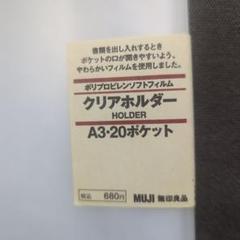 書類を出し入れするとき
ポケットの口が開きやすいよう、
やわらかいフィルムを使用しました。
ポリプロピレンソフトフィルム
クリアホルダー
HOLDER
A3・20ポケット
税込 680円
MUJI 無印良品